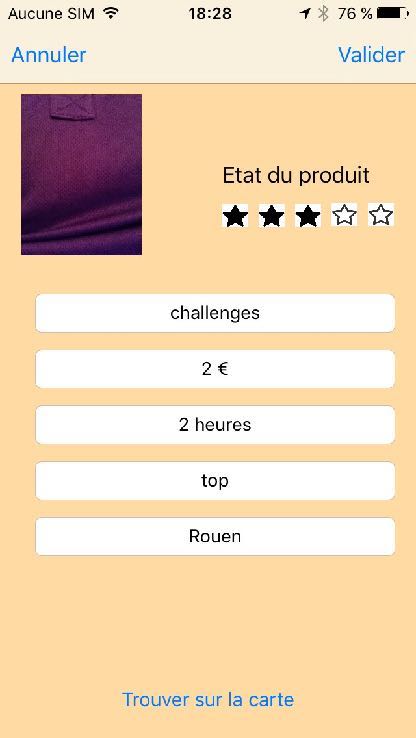 Aucune SIM 18:28 76 %
Annuler Valider
Etat du produit
challenges
2 €
2 heures
top
Rouen
Trouver sur la carte